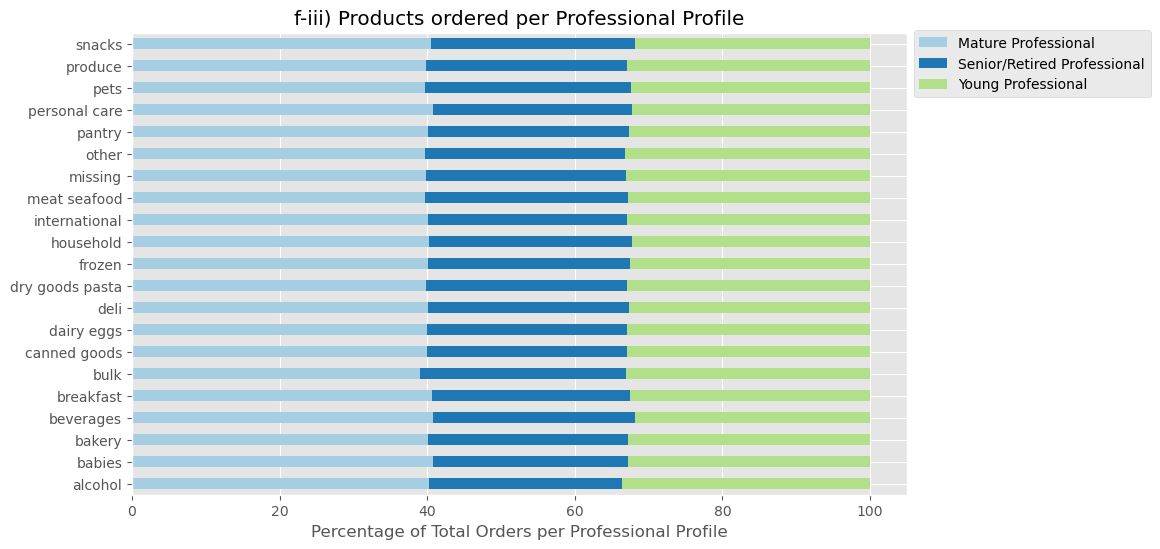 f-iii) Products ordered per Professional Profile
Mature Professional
Senior/Retired Professional
Young Professional
snacks
produce
pets
personal care
pantry
other
missing
meat seafood
international
household
frozen
dry goods pasta
deli
dairy eggs
canned goods
bulk
breakfast
beverages
bakery
babies
alcohol
0 20 40 60 80 100
Percentage of Total Orders per Professional Profile